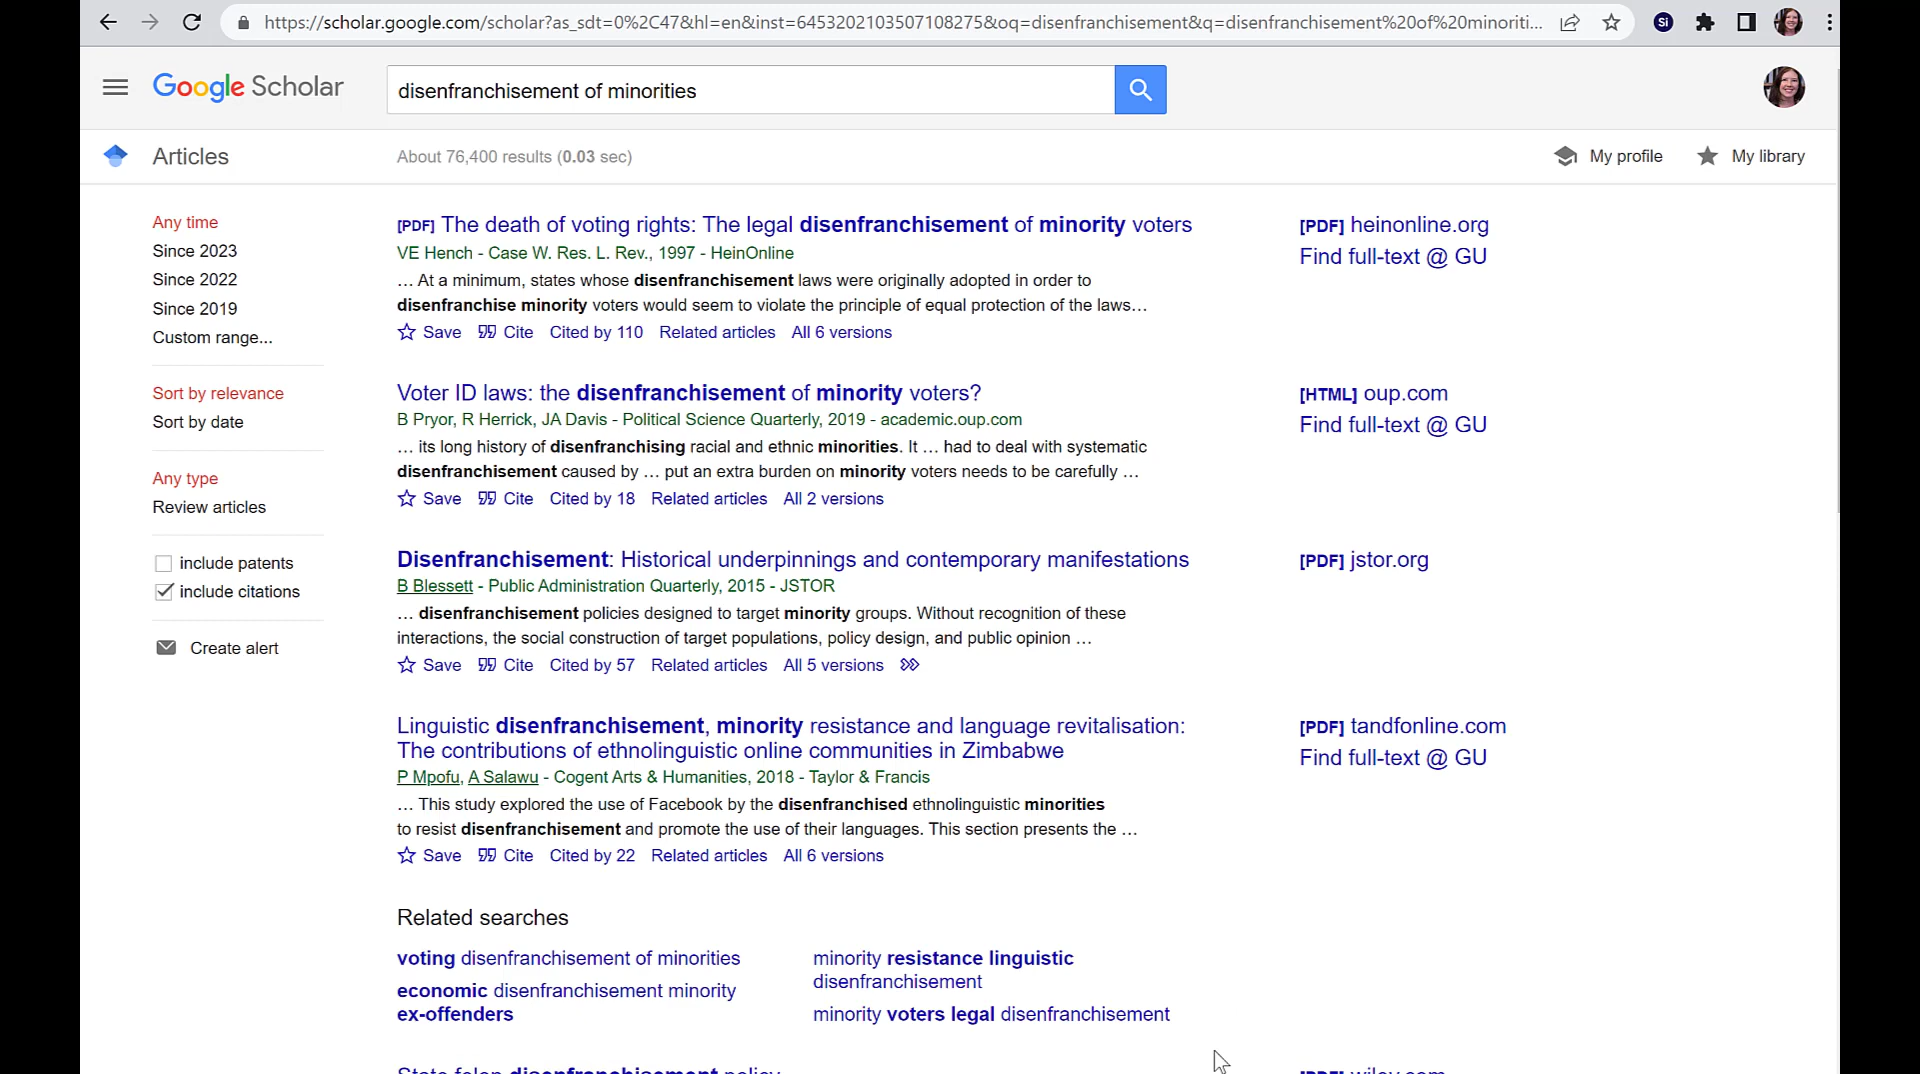 https://scholar.google.com/scholar?as_sdt=0%2C47&hl=en&inst=6453202103507108275&oq=disenfranchisement&q=disenfranchisement%20of%20minoriti...
Si
Google Scholar
disenfranchisement of minorities
Articles
About 76,400 results (0.03 sec)
My profile
My library
Any time
Since 2023
Since 2022
Since 2019
Custom range...
Sort by relevance
Sort by date
Any type
Review articles
include patents
include citations
Create alert
[PDF] The death of voting rights: The legal disenfranchisement of minority voters
VE Hench - Case W. Res. L. Rev., 1997 - HeinOnline
… At a minimum, states whose disenfranchisement laws were originally adopted in order to
disenfranchise minority voters would seem to violate the principle of equal protection of the laws…
Save Cite Cited by 110 Related articles All 6 versions
[PDF] heinonline.org
Find full-text @ GU
Voter ID laws: the disenfranchisement of minority voters?
B Pryor, R Herrick, JA Davis - Political Science Quarterly, 2019 - academic.oup.com
… its long history of disenfranchising racial and ethnic minorities. It … had to deal with systematic
disenfranchisement caused by … put an extra burden on minority voters needs to be carefully …
Save Cite Cited by 18 Related articles All 2 versions
[HTML] oup.com
Find full-text @ GU
Disenfranchisement: Historical underpinnings and contemporary manifestations
B Blessett - Public Administration Quarterly, 2015 - JSTOR
… disenfranchisement policies designed to target minority groups. Without recognition of these
interactions, the social construction of target populations, policy design, and public opinion …
Save Cite Cited by 57 Related articles All 5 versions
[PDF] jstor.org
Linguistic disenfranchisement, minority resistance and language revitalisation:
The contributions of ethnolinguistic online communities in Zimbabwe
P Mpofu, A Salawu - Cogent Arts & Humanities, 2018 - Taylor & Francis
… This study explored the use of Facebook by the disenfranchised ethnolinguistic minorities
to resist disenfranchisement and promote the use of their languages. This section presents the …
Save Cite Cited by 22 Related articles All 6 versions
[PDF] tandfonline.com
Find full-text @ GU
Related searches
voting disenfranchisement of minorities
economic disenfranchisement minority
ex-offenders
minority resistance linguistic
disenfranchisement
minority voters legal disenfranchisement
State felon disenfranchisement policy
[PDF] wiley.com